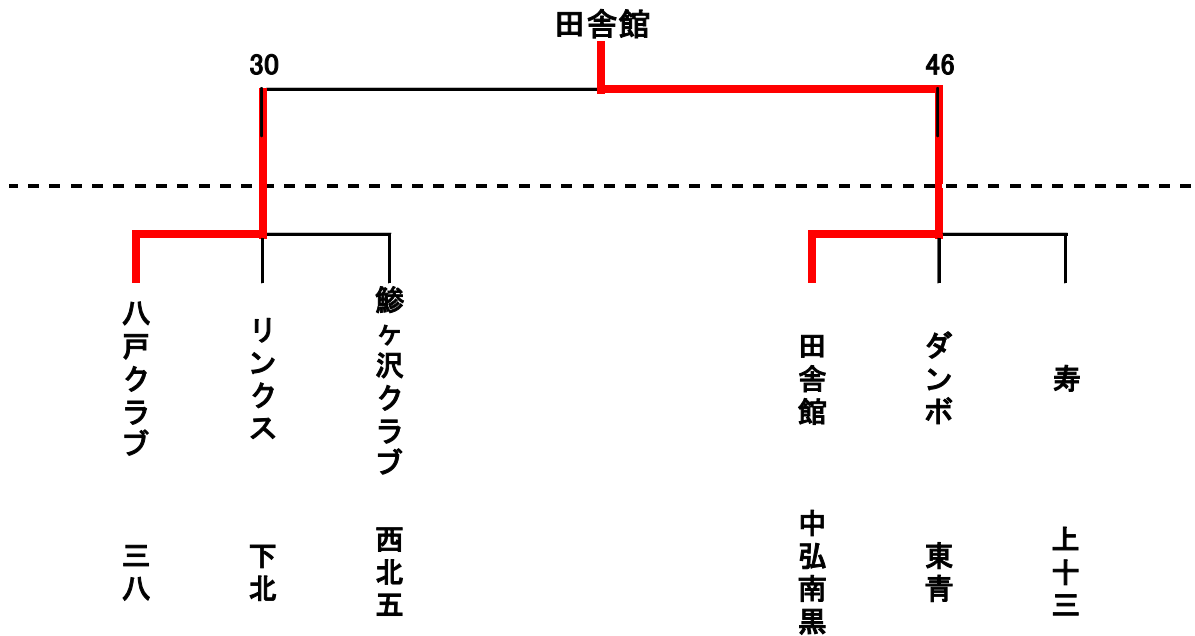 田舎館
30
46
八戸クラブ
リンクス
鯵ヶ沢クラブ
田舎館
ダンボ
寿
三八
下北
西北五
中弘南黒
東青
上十三